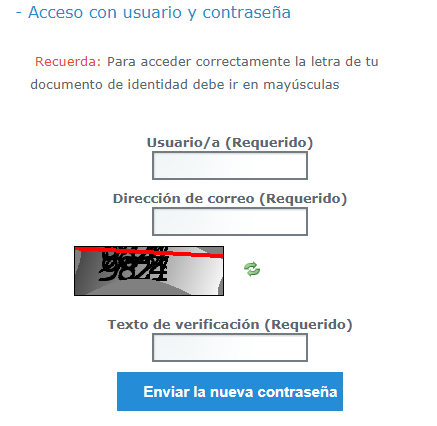 - Acceso con usuario y contraseña
Recuerda: Para acceder correctamente la letra de tu
documento de identidad debe ir en mayúsculas
Usuario/a (Requerido)
Dirección de correo (Requerido)
Texto de verificación (Requerido)
Enviar la nueva contraseña